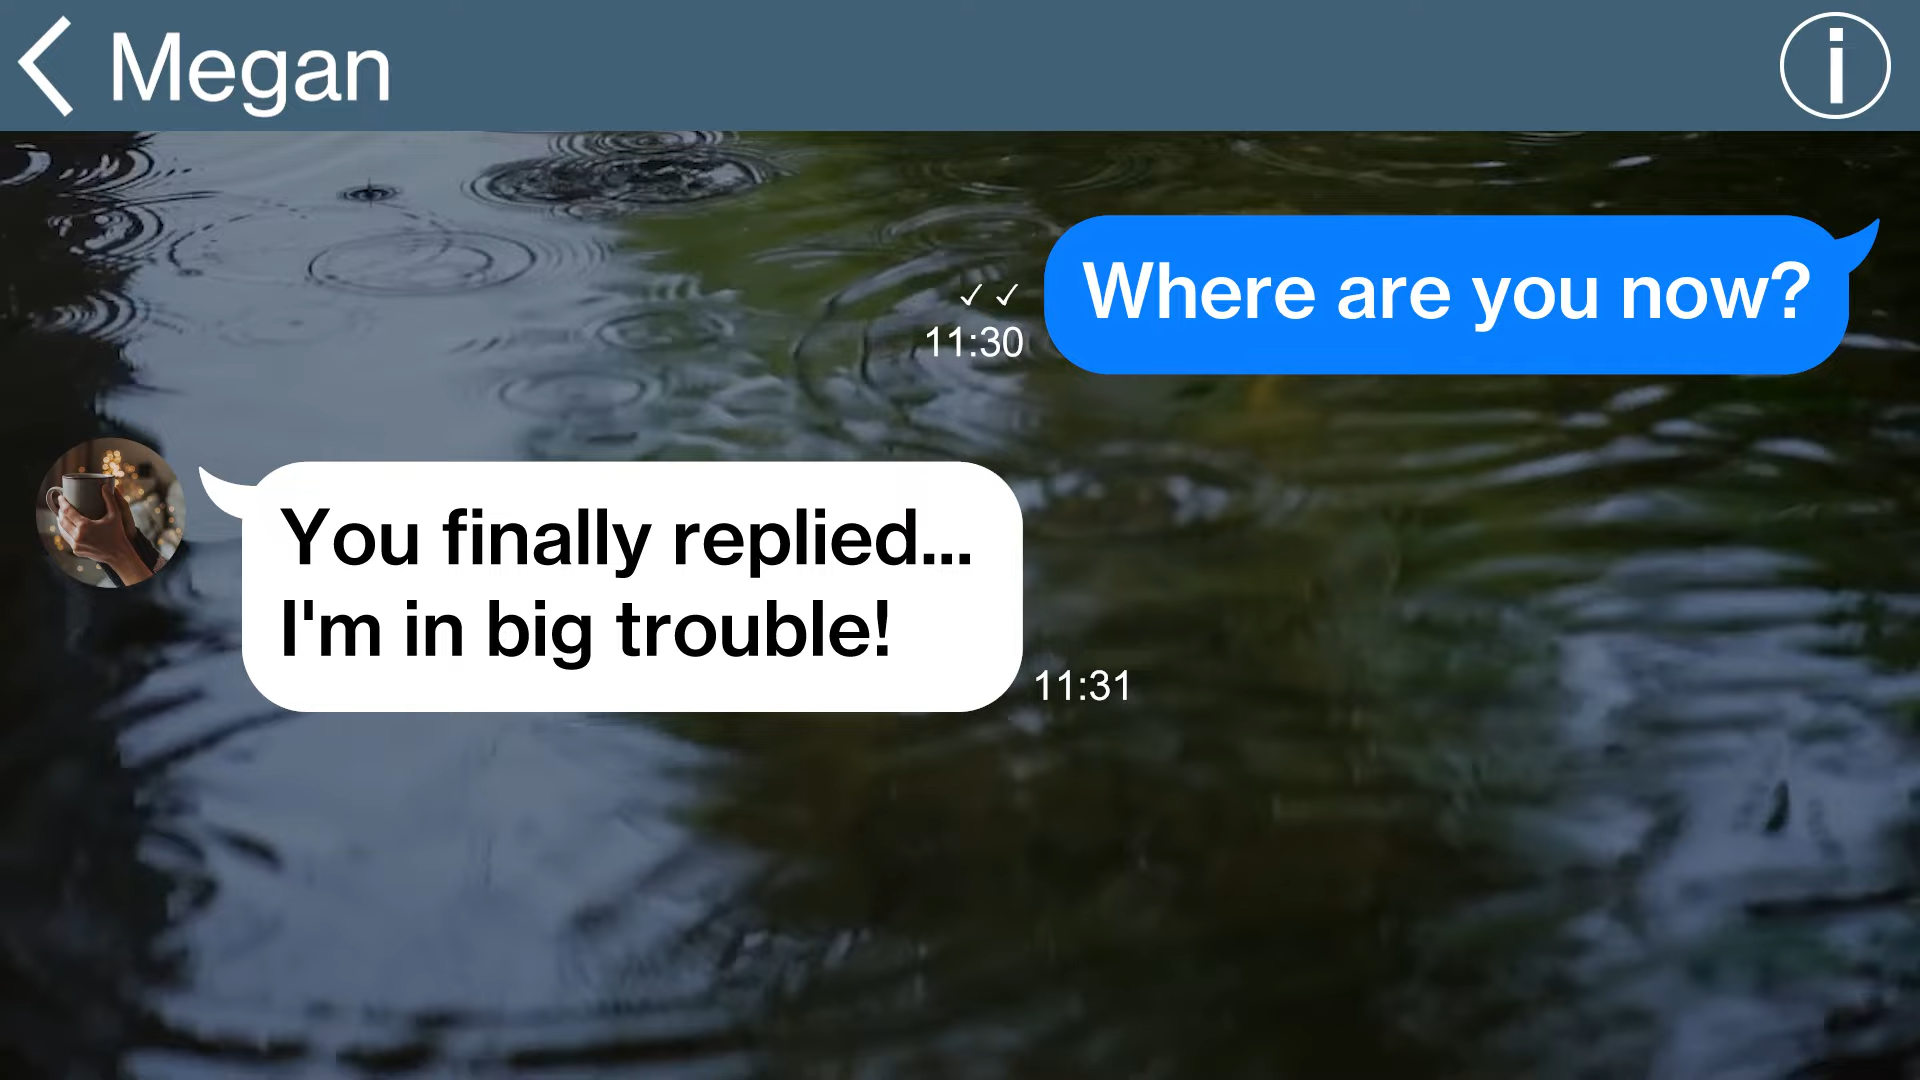 Megan
Where are you now?
✓✓
11:30
You finally replied...
I'm in big trouble!
11:31